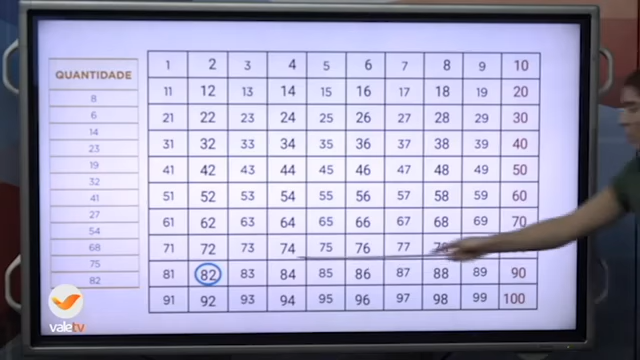 QUANTIDADE
8
6
14
23
19
32
41
27
54
68
75
82
1 2 3 4 5 6 7 8 9 10
11 12 13 14 15 16 17 18 19 20
21 22 23 24 25 26 27 28 29 30
31 32 33 34 35 36 37 38 39 40
41 42 43 44 45 46 47 48 49 50
51 52 53 54 55 56 57 58 59 60
61 62 63 64 65 66 67 68 69 70
71 72 73 74 75 76 77 78
81 82 83 84 85 86 87 88 89 90
91 92 93 94 95 96 97 98 99 100
valetv